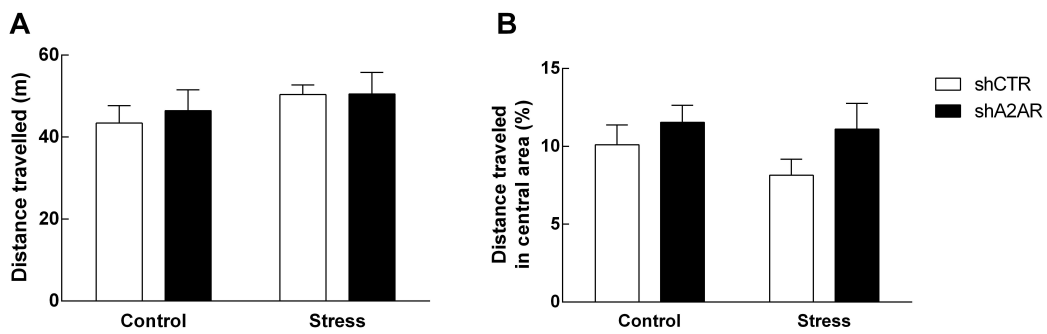 A
Distance travelled (m)
60
40
20
0
Control
Stress
B
Distance traveled
in central area (%)
15
10
5
0
Control
Stress
shCTR
shA2AR